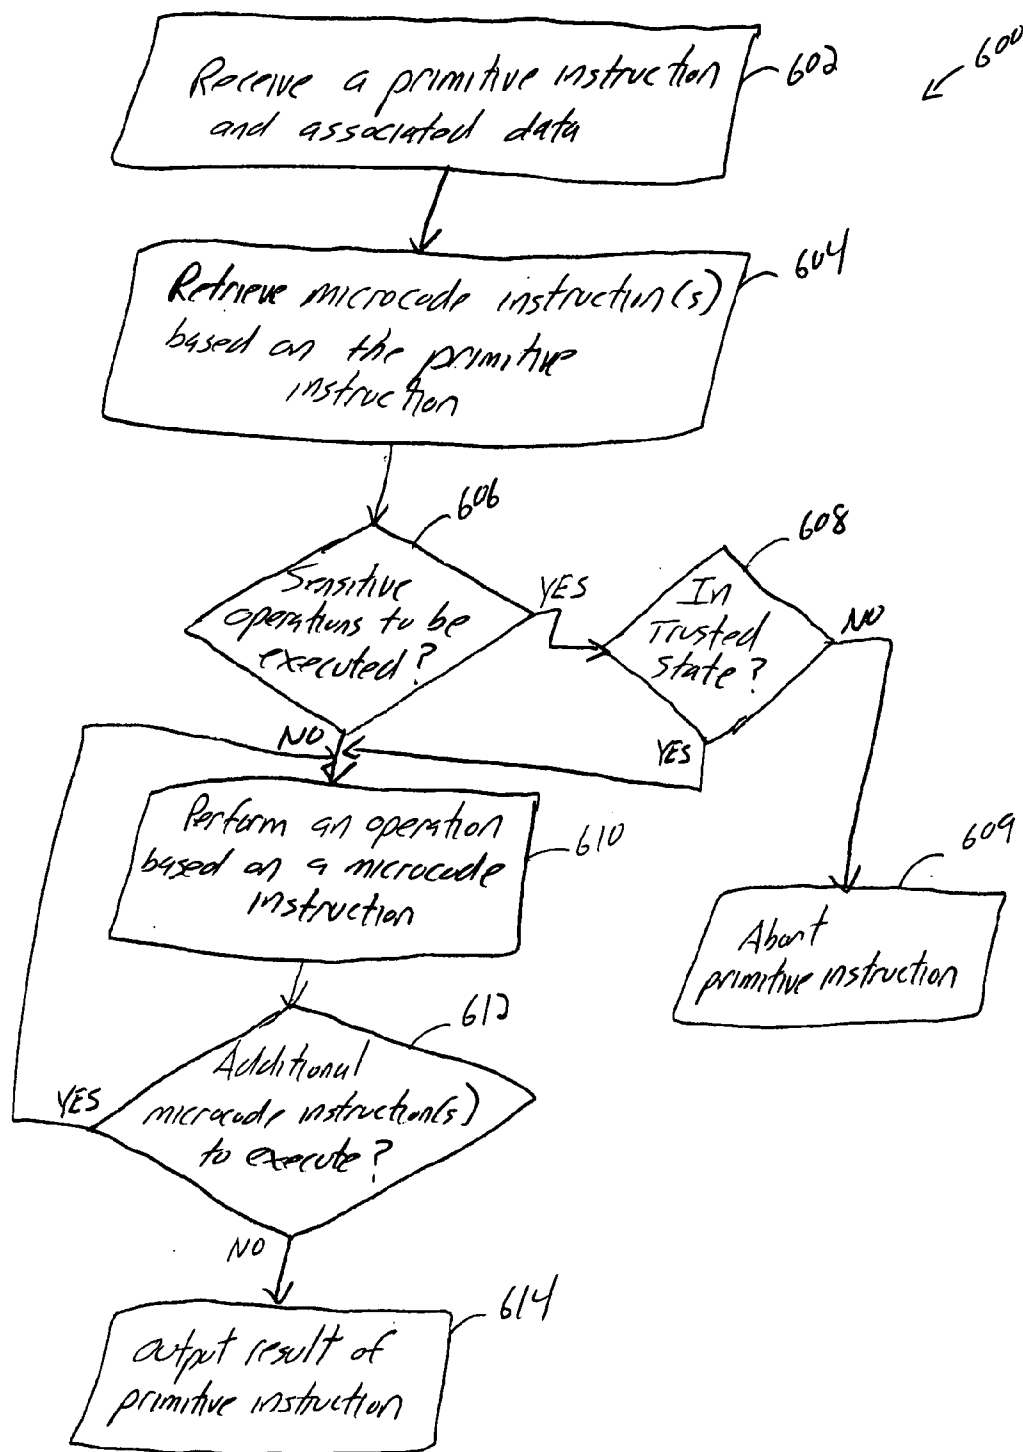 600
Receive a primitive instruction
and associated data
602
Retrieve microcode instruction(s)
based on the primitive
instruction
604
606
Sensitive
operations to be
executed?
YES
608
In
Trusted
State?
NO
NO
YES
Perform an operation
based on a microcode
instruction
610
609
Abort
primitive instruction
612
Additional
microcode instruction(s)
to execute?
YES
NO
614
Output result of
primitive instruction